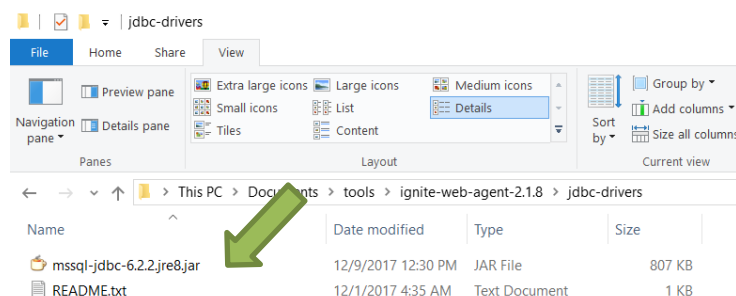 jdbc-drivers
File Home Share View
Preview pane Extra large icons Large icons Medium icons Group by
Navigation pane Details pane Small icons List Details Sort by Add columns
Tiles Content Size all columns
Panes Layout Current view
This PC > Documents > tools > ignite-web-agent-2.1.8 > jdbc-drivers
Name Date modified Type Size
mssql-jdbc-6.2.2.jre8.jar 12/9/2017 12:30 PM JAR File 807 KB
README.txt 12/1/2017 4:35 AM Text Document 1 KB